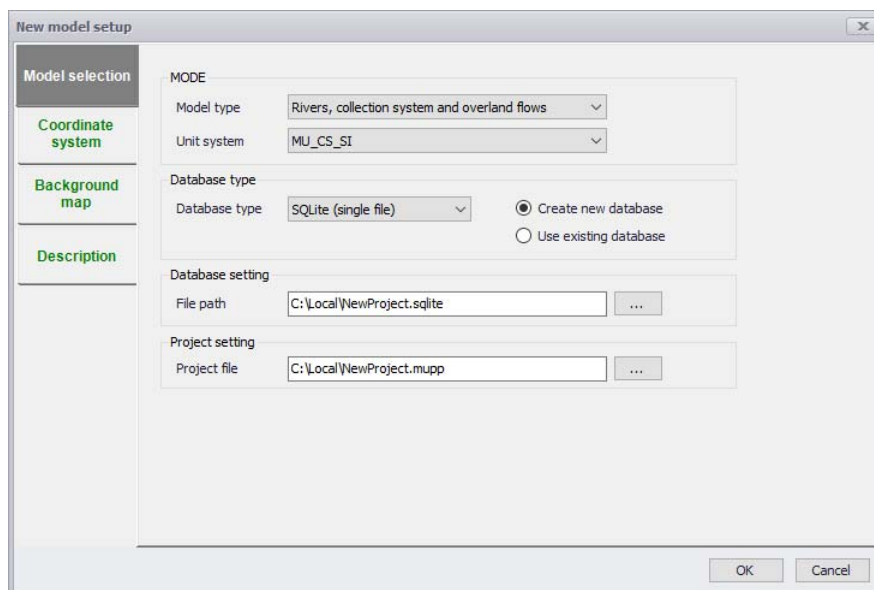 New model setup
Model selection
Coordinate
system
Background
map
Description
MODE
Model type Rivers, collection system and overland flows
Unit system MU_CS_SI
Database type
Database type SQLite (single file) Create new database
Use existing database
Database setting
File path C:\Local\NewProject.sqlite ...
Project setting
Project file C:\Local\NewProject.mupp ...
OK Cancel